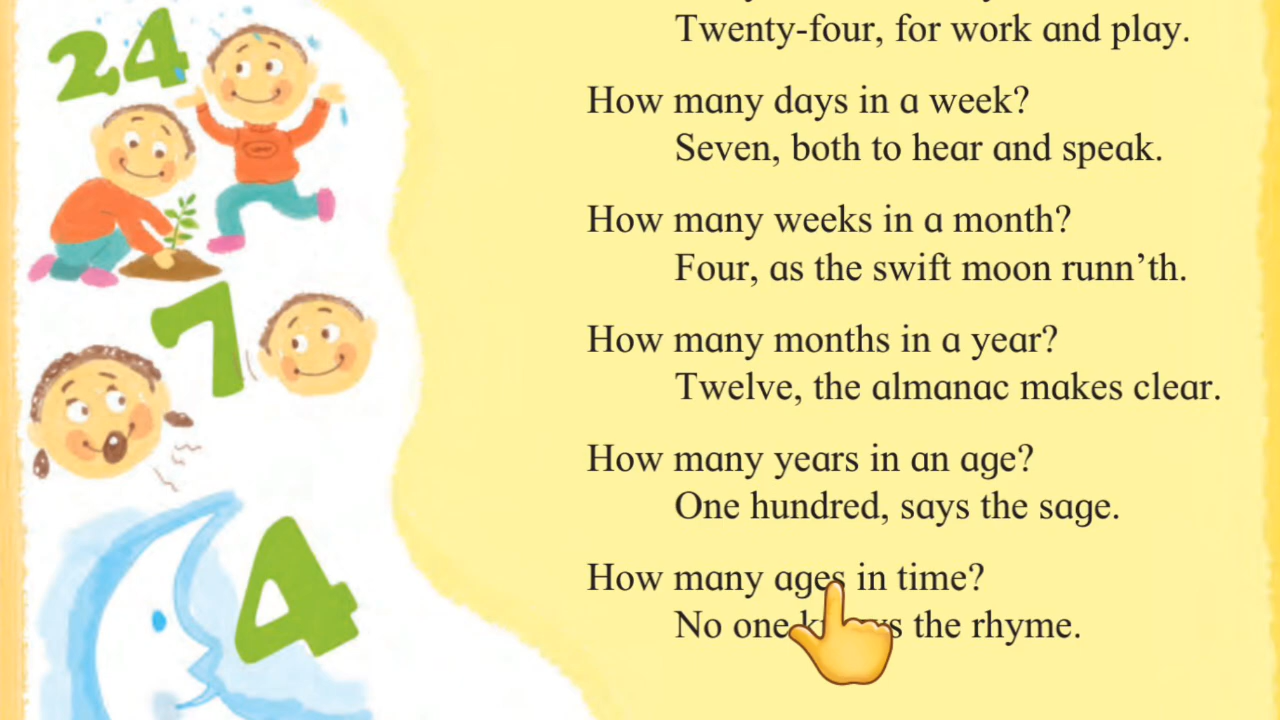 24
Twenty-four, for work and play.
How many days in a week?
Seven, both to hear and speak.
7
How many weeks in a month?
Four, as the swift moon runn’th.
How many months in a year?
Twelve, the almanac makes clear.
How many years in an age?
One hundred, says the sage.
4
How many ages in time?
No one the rhyme.